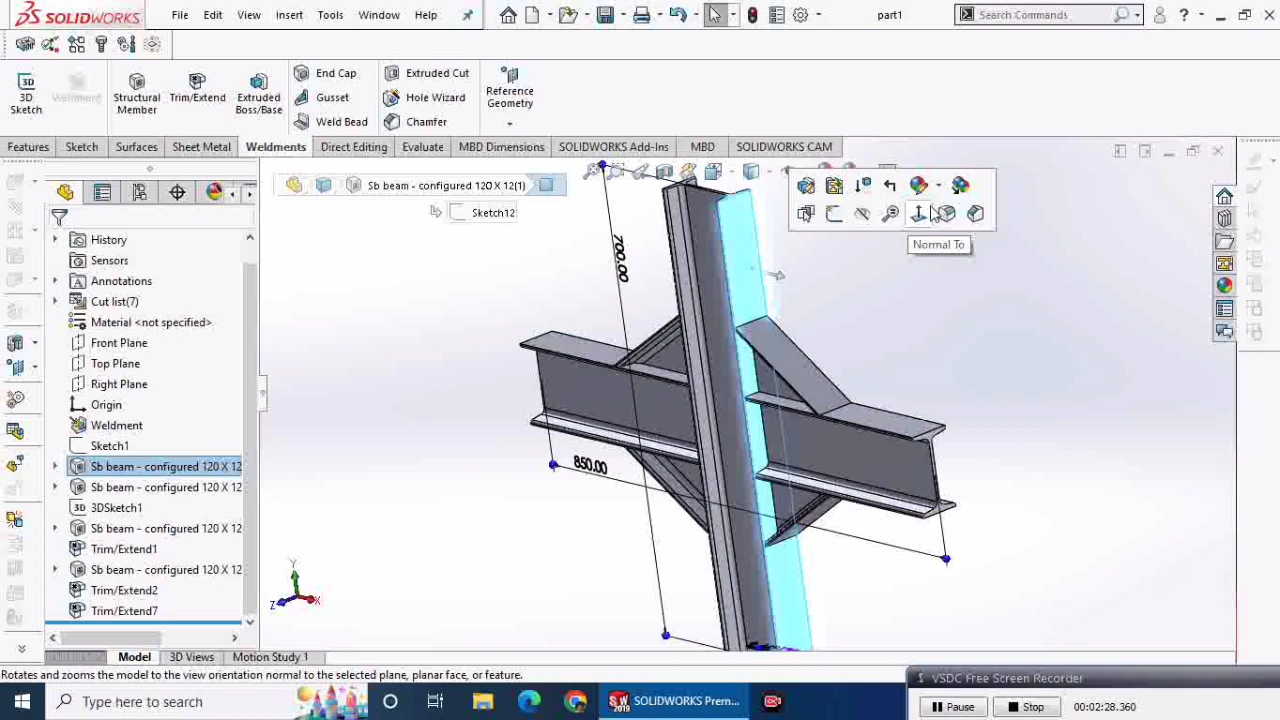 SOLIDWORKS File Edit View Insert Tools Window Help part1 Search Commands ?
3D Sketch
Weldment
Structural Member
Trim/Extend
Extruded Boss/Base
End Cap
Gusset
Weld Bead
Extruded Cut
Hole Wizard
Chamfer
Reference Geometry
Features Sketch Surfaces Sheet Metal Weldments Direct Editing Evaluate MBD Dimensions SOLIDWORKS Add-Ins MBD SOLIDWORKS CAM
Sb beam - configured 120 X 12(1)
Sketch12
Normal To
700.00
850.00
History
Sensors
Annotations
Cut list(7)
Material <not specified>
Front Plane
Top Plane
Right Plane
Origin
Weldment
Sketch1
Sb beam - configured 120 X 12
Sb beam - configured 120 X 12
3D 3DSketch1
Sb beam - configured 120 X 12
Trim/Extend1
Sb beam - configured 120 X 12
Trim/Extend2
Trim/Extend7
Y
Z X
Model 3D Views Motion Study 1
Rotates and zooms the model to the view orientation normal to the selected plane, planar face, or feature.
VSDC Free Screen Recorder
Pause Stop 00:02:28.360
Type here to search
SW 2019 SOLIDWORKS Prem...